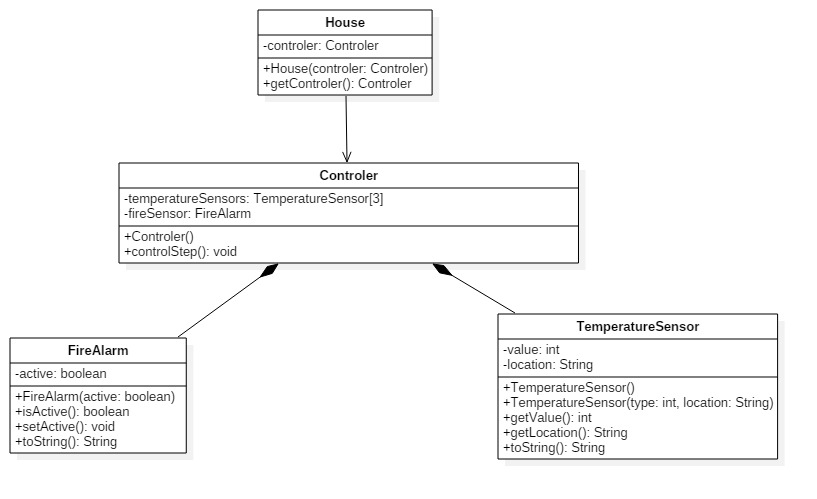 House
-controler: Controler
+House(controler: Controler)
+getControler(): Controler
Controler
-temperatureSensors: TemperatureSensor[3]
-fireSensor: FireAlarm
+Controler()
+controlStep(): void
FireAlarm
-active: boolean
+FireAlarm(active: boolean)
+isActive(): boolean
+setActive(): void
+toString(): String
TemperatureSensor
-value: int
-location: String
+TemperatureSensor()
+TemperatureSensor(type: int, location: String)
+getValue(): int
+getLocation(): String
+toString(): String